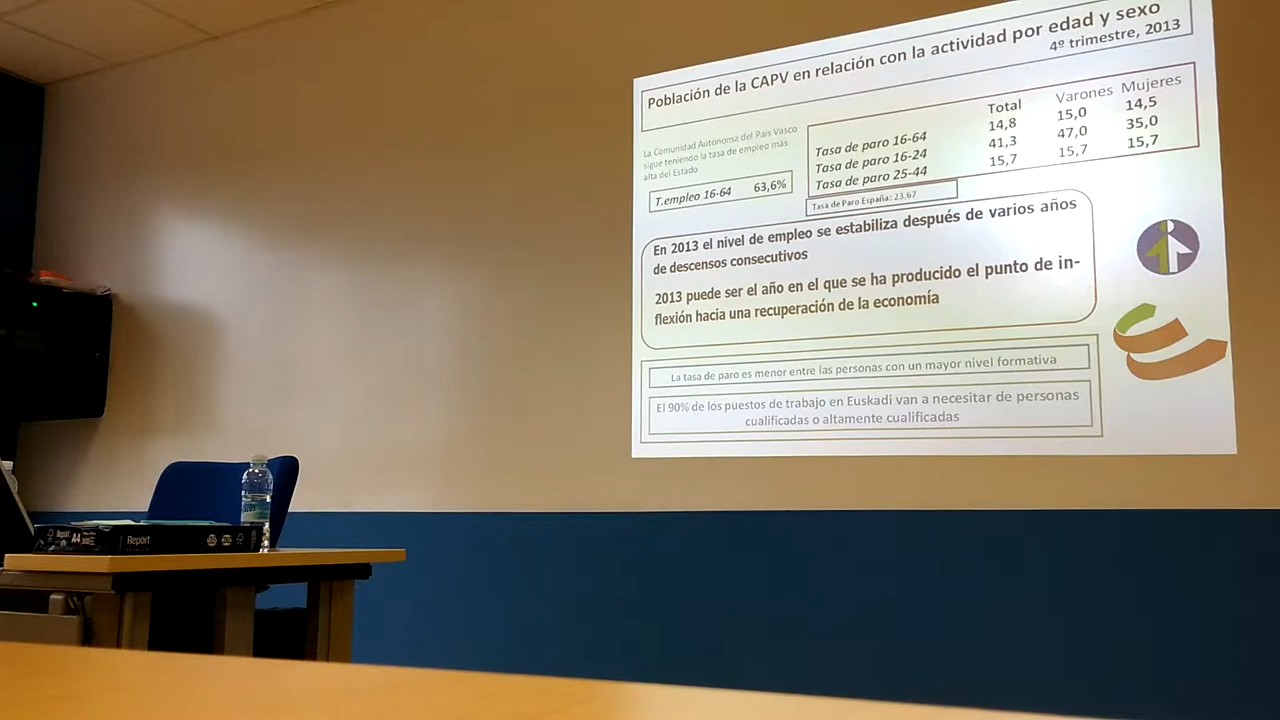 Población de la CAPV en relación con la actividad por edad y sexo
4º trimestre, 2013
La Comunidad Autónoma del País Vasco
sigue teniendo la tasa de empleo más
alta del Estado
T.empleo 16-64 63,6%
Total Varones Mujeres
Tasa de paro 16-64 14,8 15,0 14,5
Tasa de paro 16-24 41,3 47,0 35,0
Tasa de paro 25-44 15,7 15,7 15,7
Tasa de Paro España: 23,67
En 2013 el nivel de empleo se estabiliza después de varios años
de descensos consecutivos
2013 puede ser el año en el que se ha producido el punto de in-
flexión hacia una recuperación de la economía
La tasa de paro es menor entre las personas con un mayor nivel formativa
El 90% de los puestos de trabajo en Euskadi van a necesitar de personas
cualificadas o altamente cualificadas
Report A4
Report